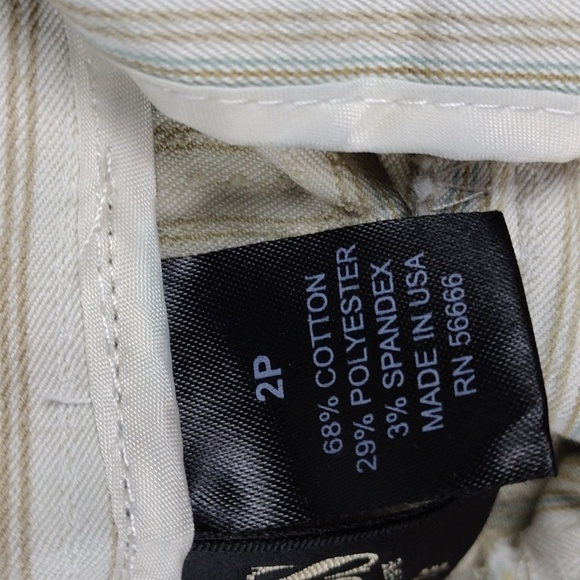 2P
68% COTTON
29% POLYESTER
3% SPANDEX
MADE IN USA
RN 56666